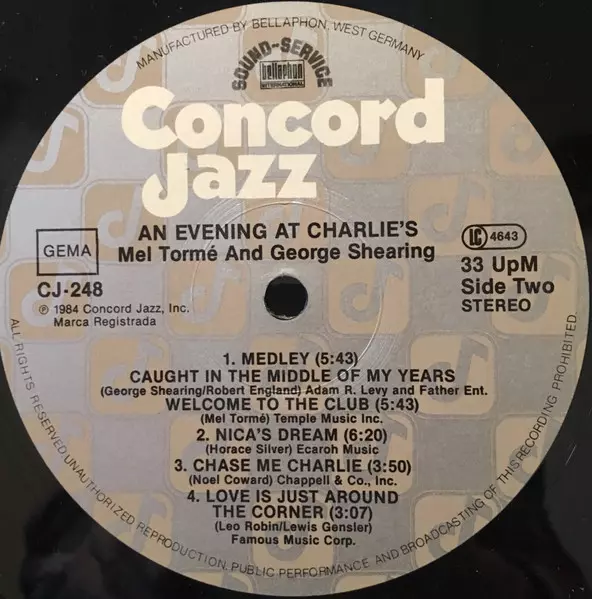 MANUFACTURED BY BELLAPHON, WEST GERMANY
SOUND-SERVICE
bellaphon
INTERNATIONAL
Concord
Jazz
AN EVENING AT CHARLIE'S
Mel Tormé And George Shearing
GEMA
LC 4643
CJ-248
33 UpM
Side Two
STEREO
℗ 1984 Concord Jazz, Inc.
Marca Registrada
1. MEDLEY (5:43)
CAUGHT IN THE MIDDLE OF MY YEARS
(George Shearing/Robert England) Adam R. Levy and Father Ent.
WELCOME TO THE CLUB (5:43)
(Mel Tormé) Temple Music Inc.
2. NICA'S DREAM (6:20)
(Horace Silver) Ecaroh Music
3. CHASE ME CHARLIE (3:50)
(Noel Coward) Chappell & Co., Inc.
4. LOVE IS JUST AROUND
THE CORNER (3:07)
(Leo Robin/Lewis Gensler)
Famous Music Corp.
ALL RIGHTS RESERVED. UNAUTHORIZED REPRODUCTION, PUBLIC PERFORMANCE AND BROADCASTING OF THIS RECORDING PROHIBITED.